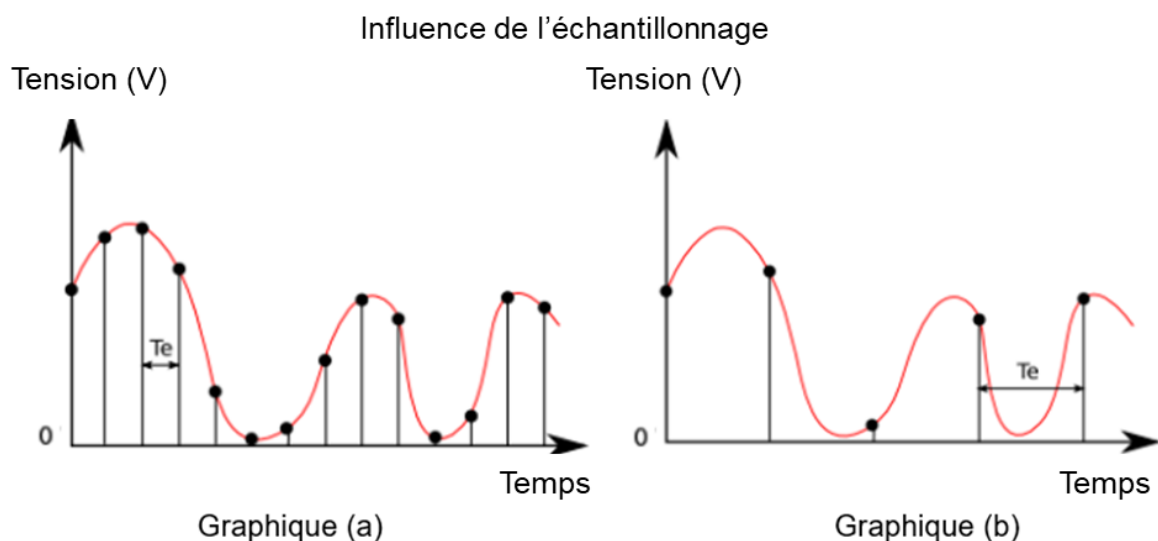 Influence de l’échantillonnage
Tension (V)
Tension (V)
Te
Te
0
0
Temps
Temps
Graphique (a)
Graphique (b)